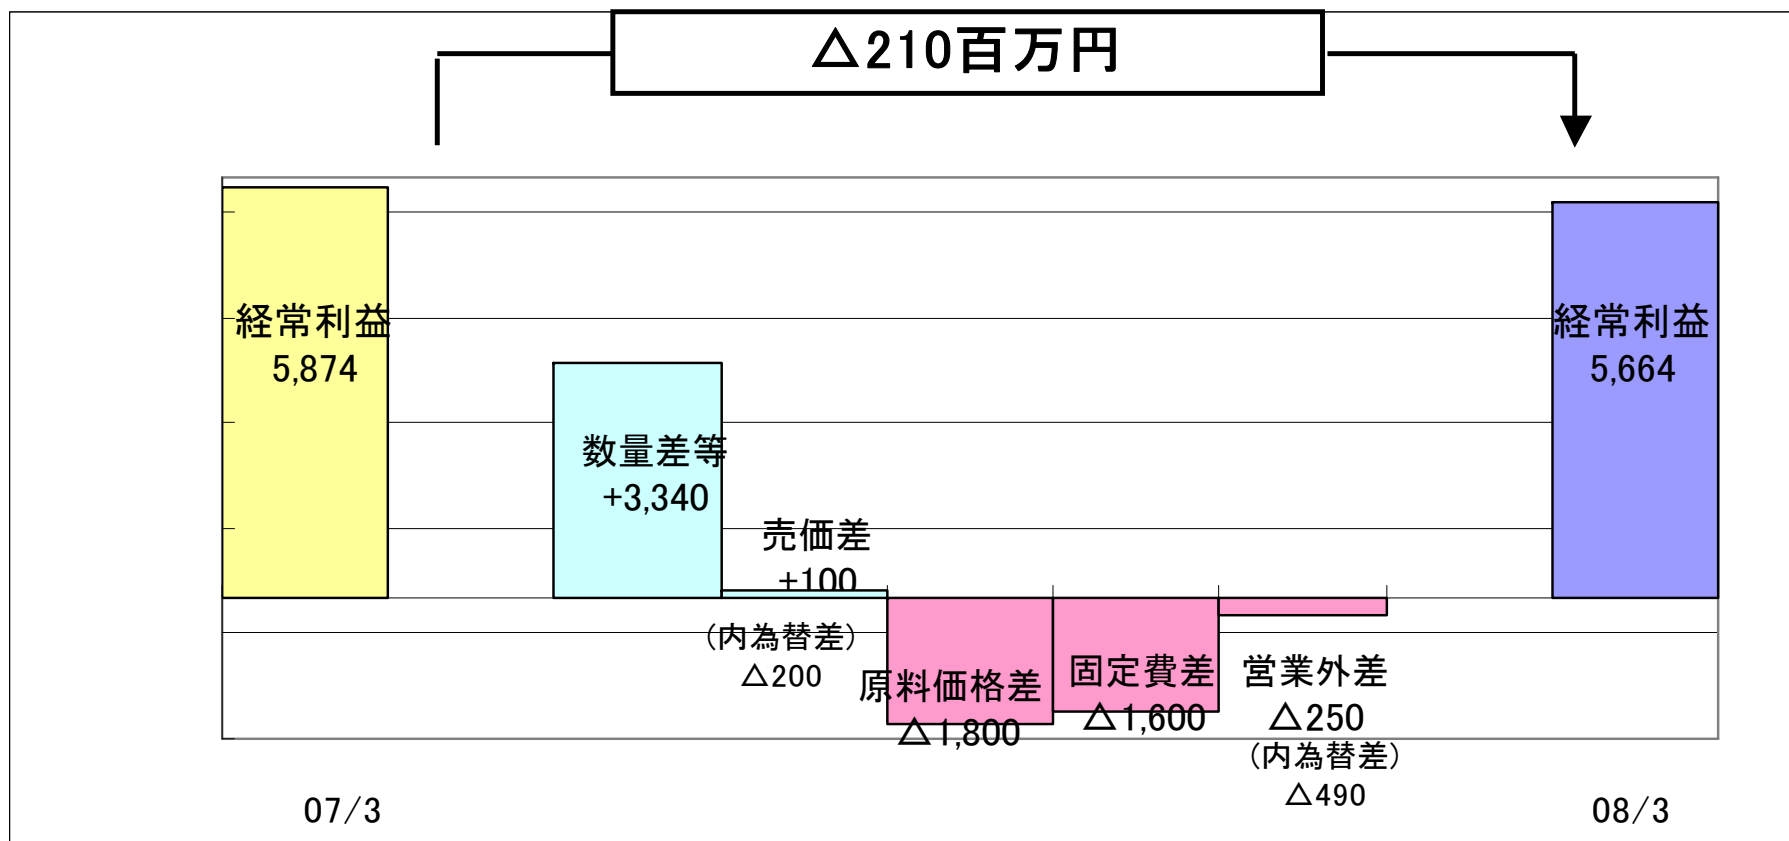 △210百万円
経常利益
5,874
数量差等
+3,340
売価差
+100
(内為替差)
△200
原料価格差
△1,800
固定費差
△1,600
営業外差
△250
(内為替差)
△490
経常利益
5,664
07/3
08/3